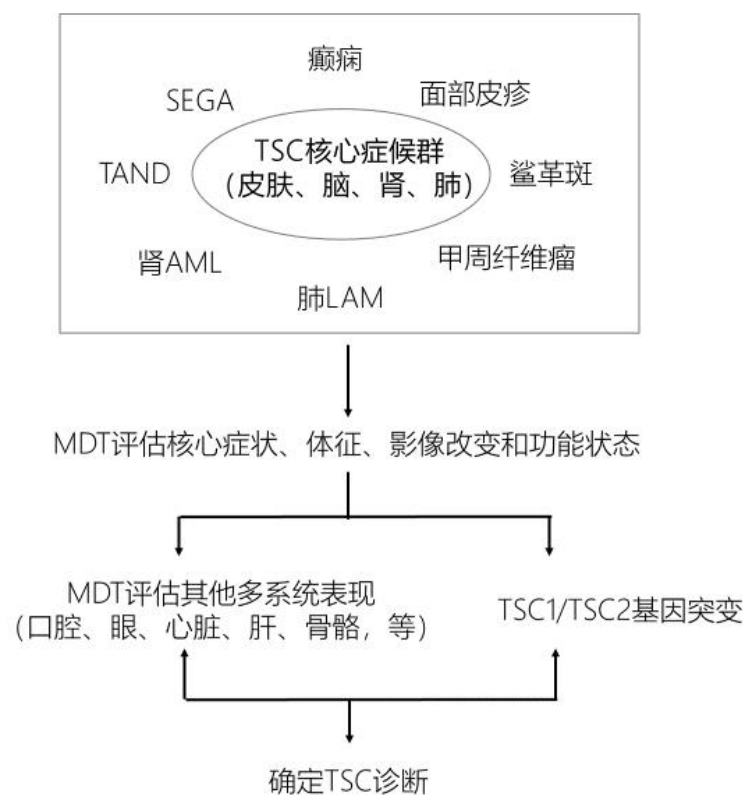 癫痫
SEGA
面部皮疹
TSC核心症候群
（皮肤、脑、肾、肺）
TAND
鲨革斑
肾AML
甲周纤维瘤
肺LAM
MDT评估核心症状、体征、影像改变和功能状态
MDT评估其他多系统表现
（口腔、眼、心脏、肝、骨骼，等）
TSC1/TSC2基因突变
确定TSC诊断